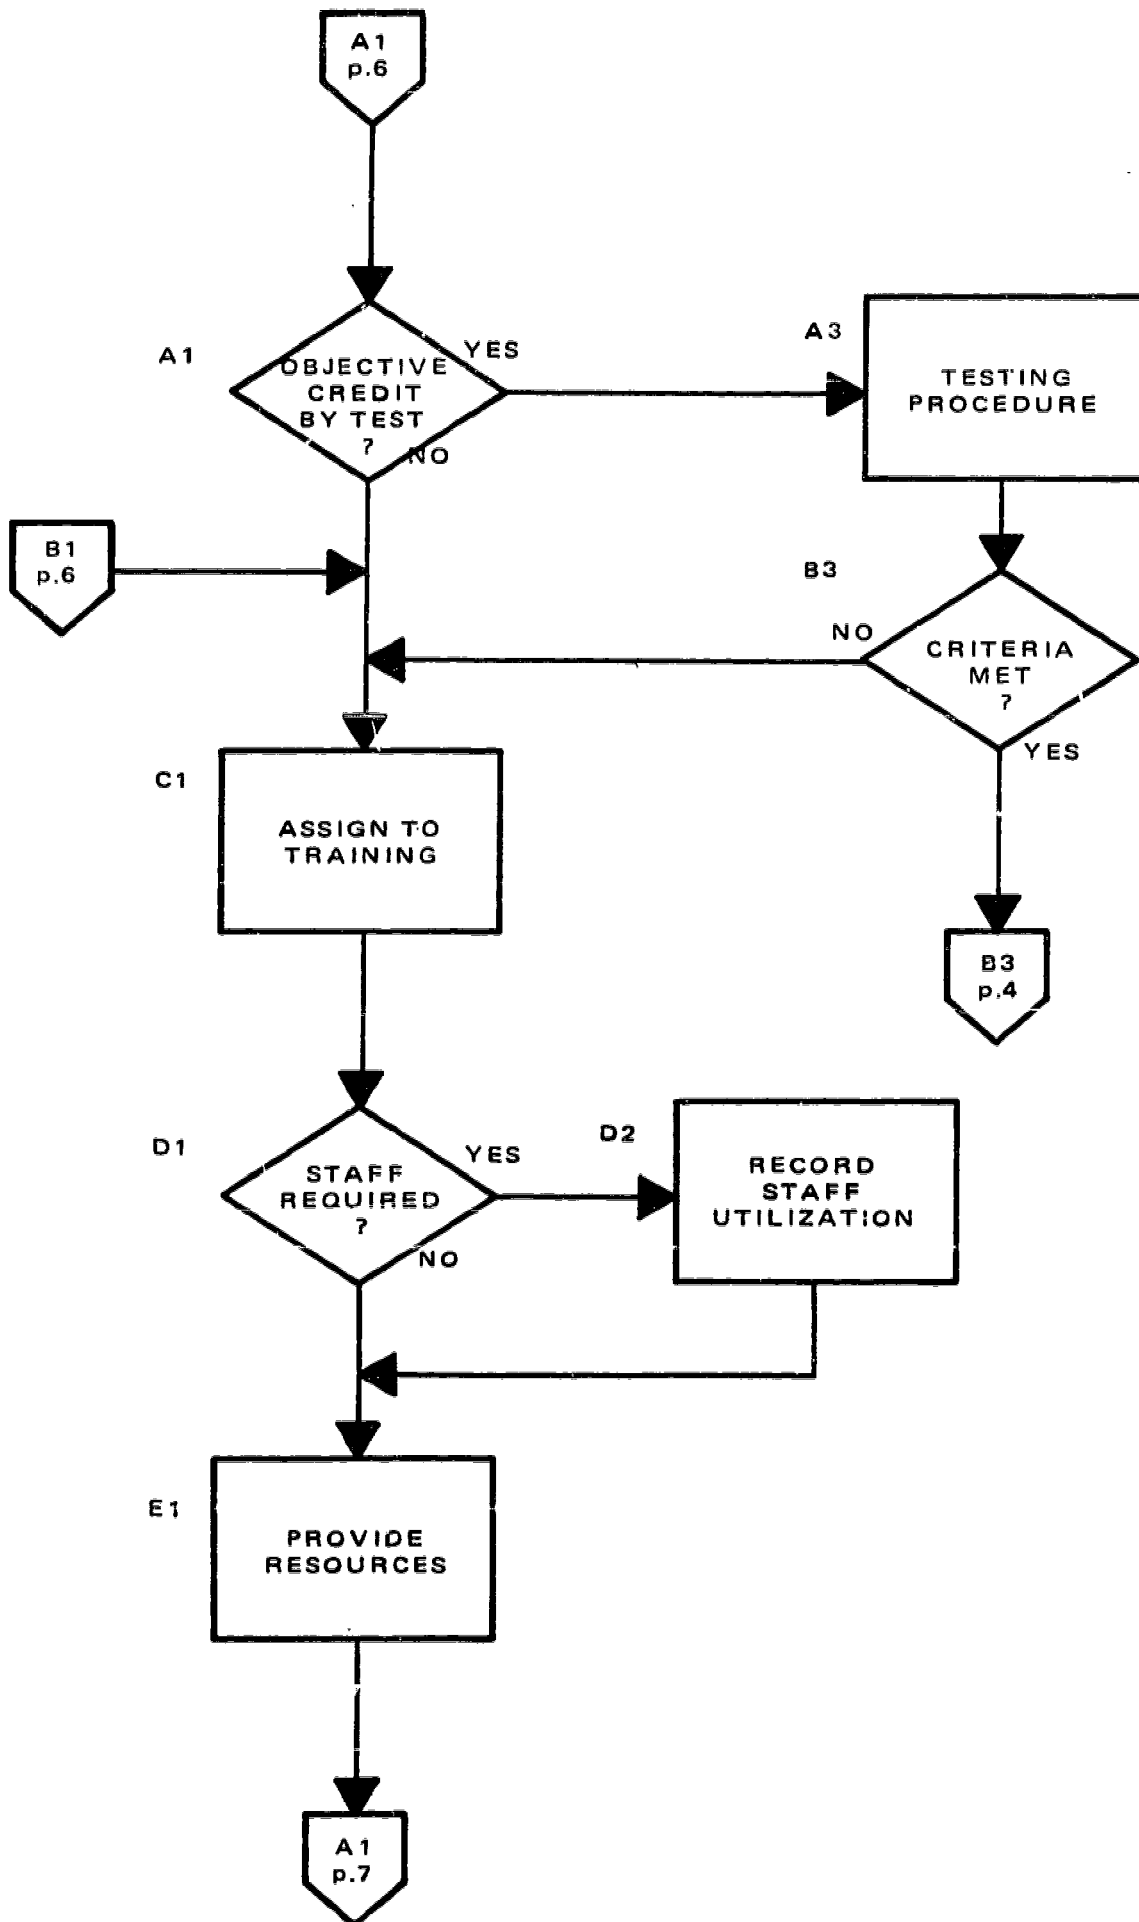 A1
p.6
A1
OBJECTIVE
CREDIT
BY TEST
?
YES
NO
A3
TESTING
PROCEDURE
B1
p.6
B3
NO
CRITERIA
MET
?
YES
C1
ASSIGN TO
TRAINING
B3
p.4
D1
STAFF
REQUIRED
?
YES
NO
D2
RECORD
STAFF
UTILIZATION
E1
PROVIDE
RESOURCES
A1
p.7